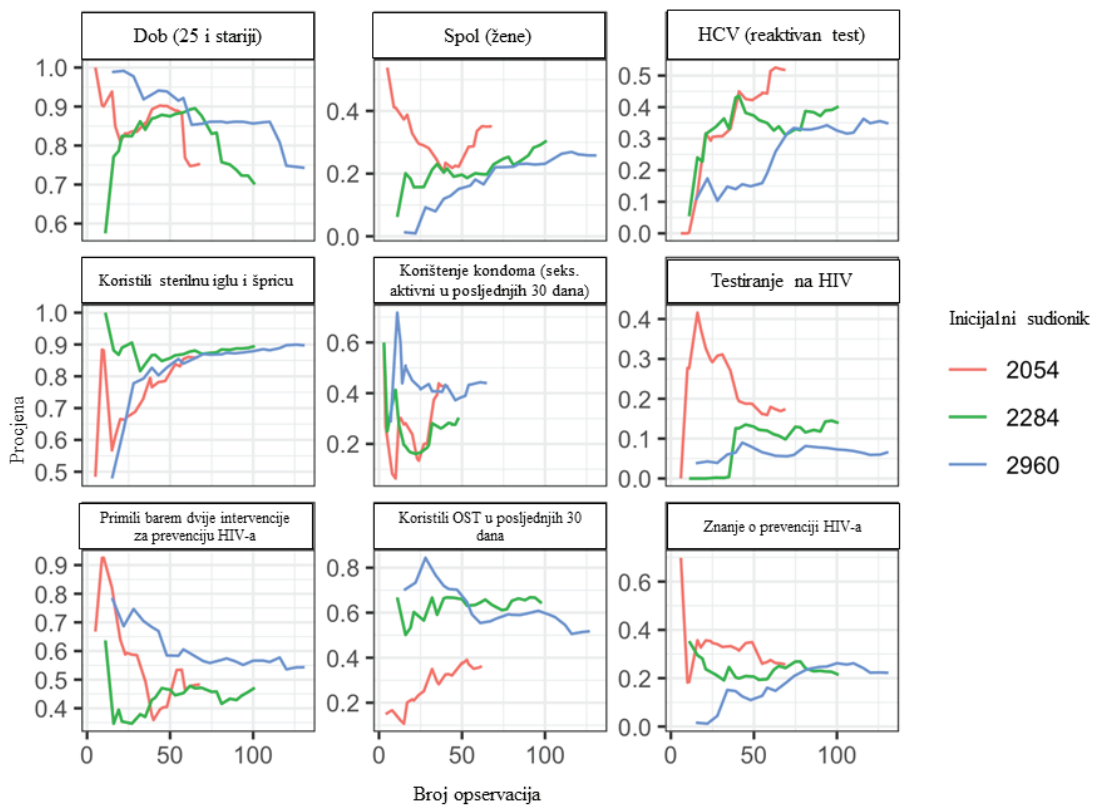 Dob (25 i stariji)
Spol (žene)
HCV (reaktivan test)
1.0
0.9
0.8
0.7
0.6
0.4
0.2
0.0
0.5
0.4
0.3
0.2
0.1
0.0
Koristili sterilnu iglu i špricu
Korištenje kondoma (seks.
aktivni u posljednjih 30 dana)
Testiranje na HIV
1.0
0.9
0.8
0.7
0.6
0.5
0.8
0.6
0.4
0.2
0.4
0.3
0.2
0.1
0.0
Primili barem dvije intervencije
za prevenciju HIV-a
Koristili OST u posljednjih 30
dana
Znanje o prevenciji HIV-a
0.9
0.8
0.7
0.6
0.5
0.4
0.8
0.6
0.4
0.2
0.6
0.4
0.2
0.0
0 50 100
0 50 100
0 50 100
Procjena
Broj opservacija
Inicijalni sudionik
2054
2284
2960